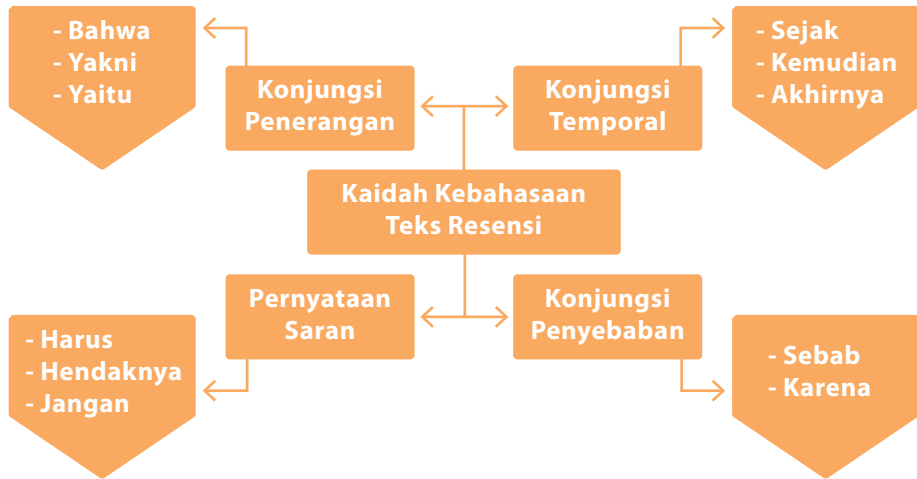 - Bahwa
- Yakni
- Yaitu
Konjungsi
Penerangan
Konjungsi
Temporal
- Sejak
- Kemudian
- Akhirnya
Kaidah Kebahasaan
Teks Resensi
- Harus
- Hendaknya
- Jangan
Pernyataan
Saran
Konjungsi
Penyebaban
- Sebab
- Karena